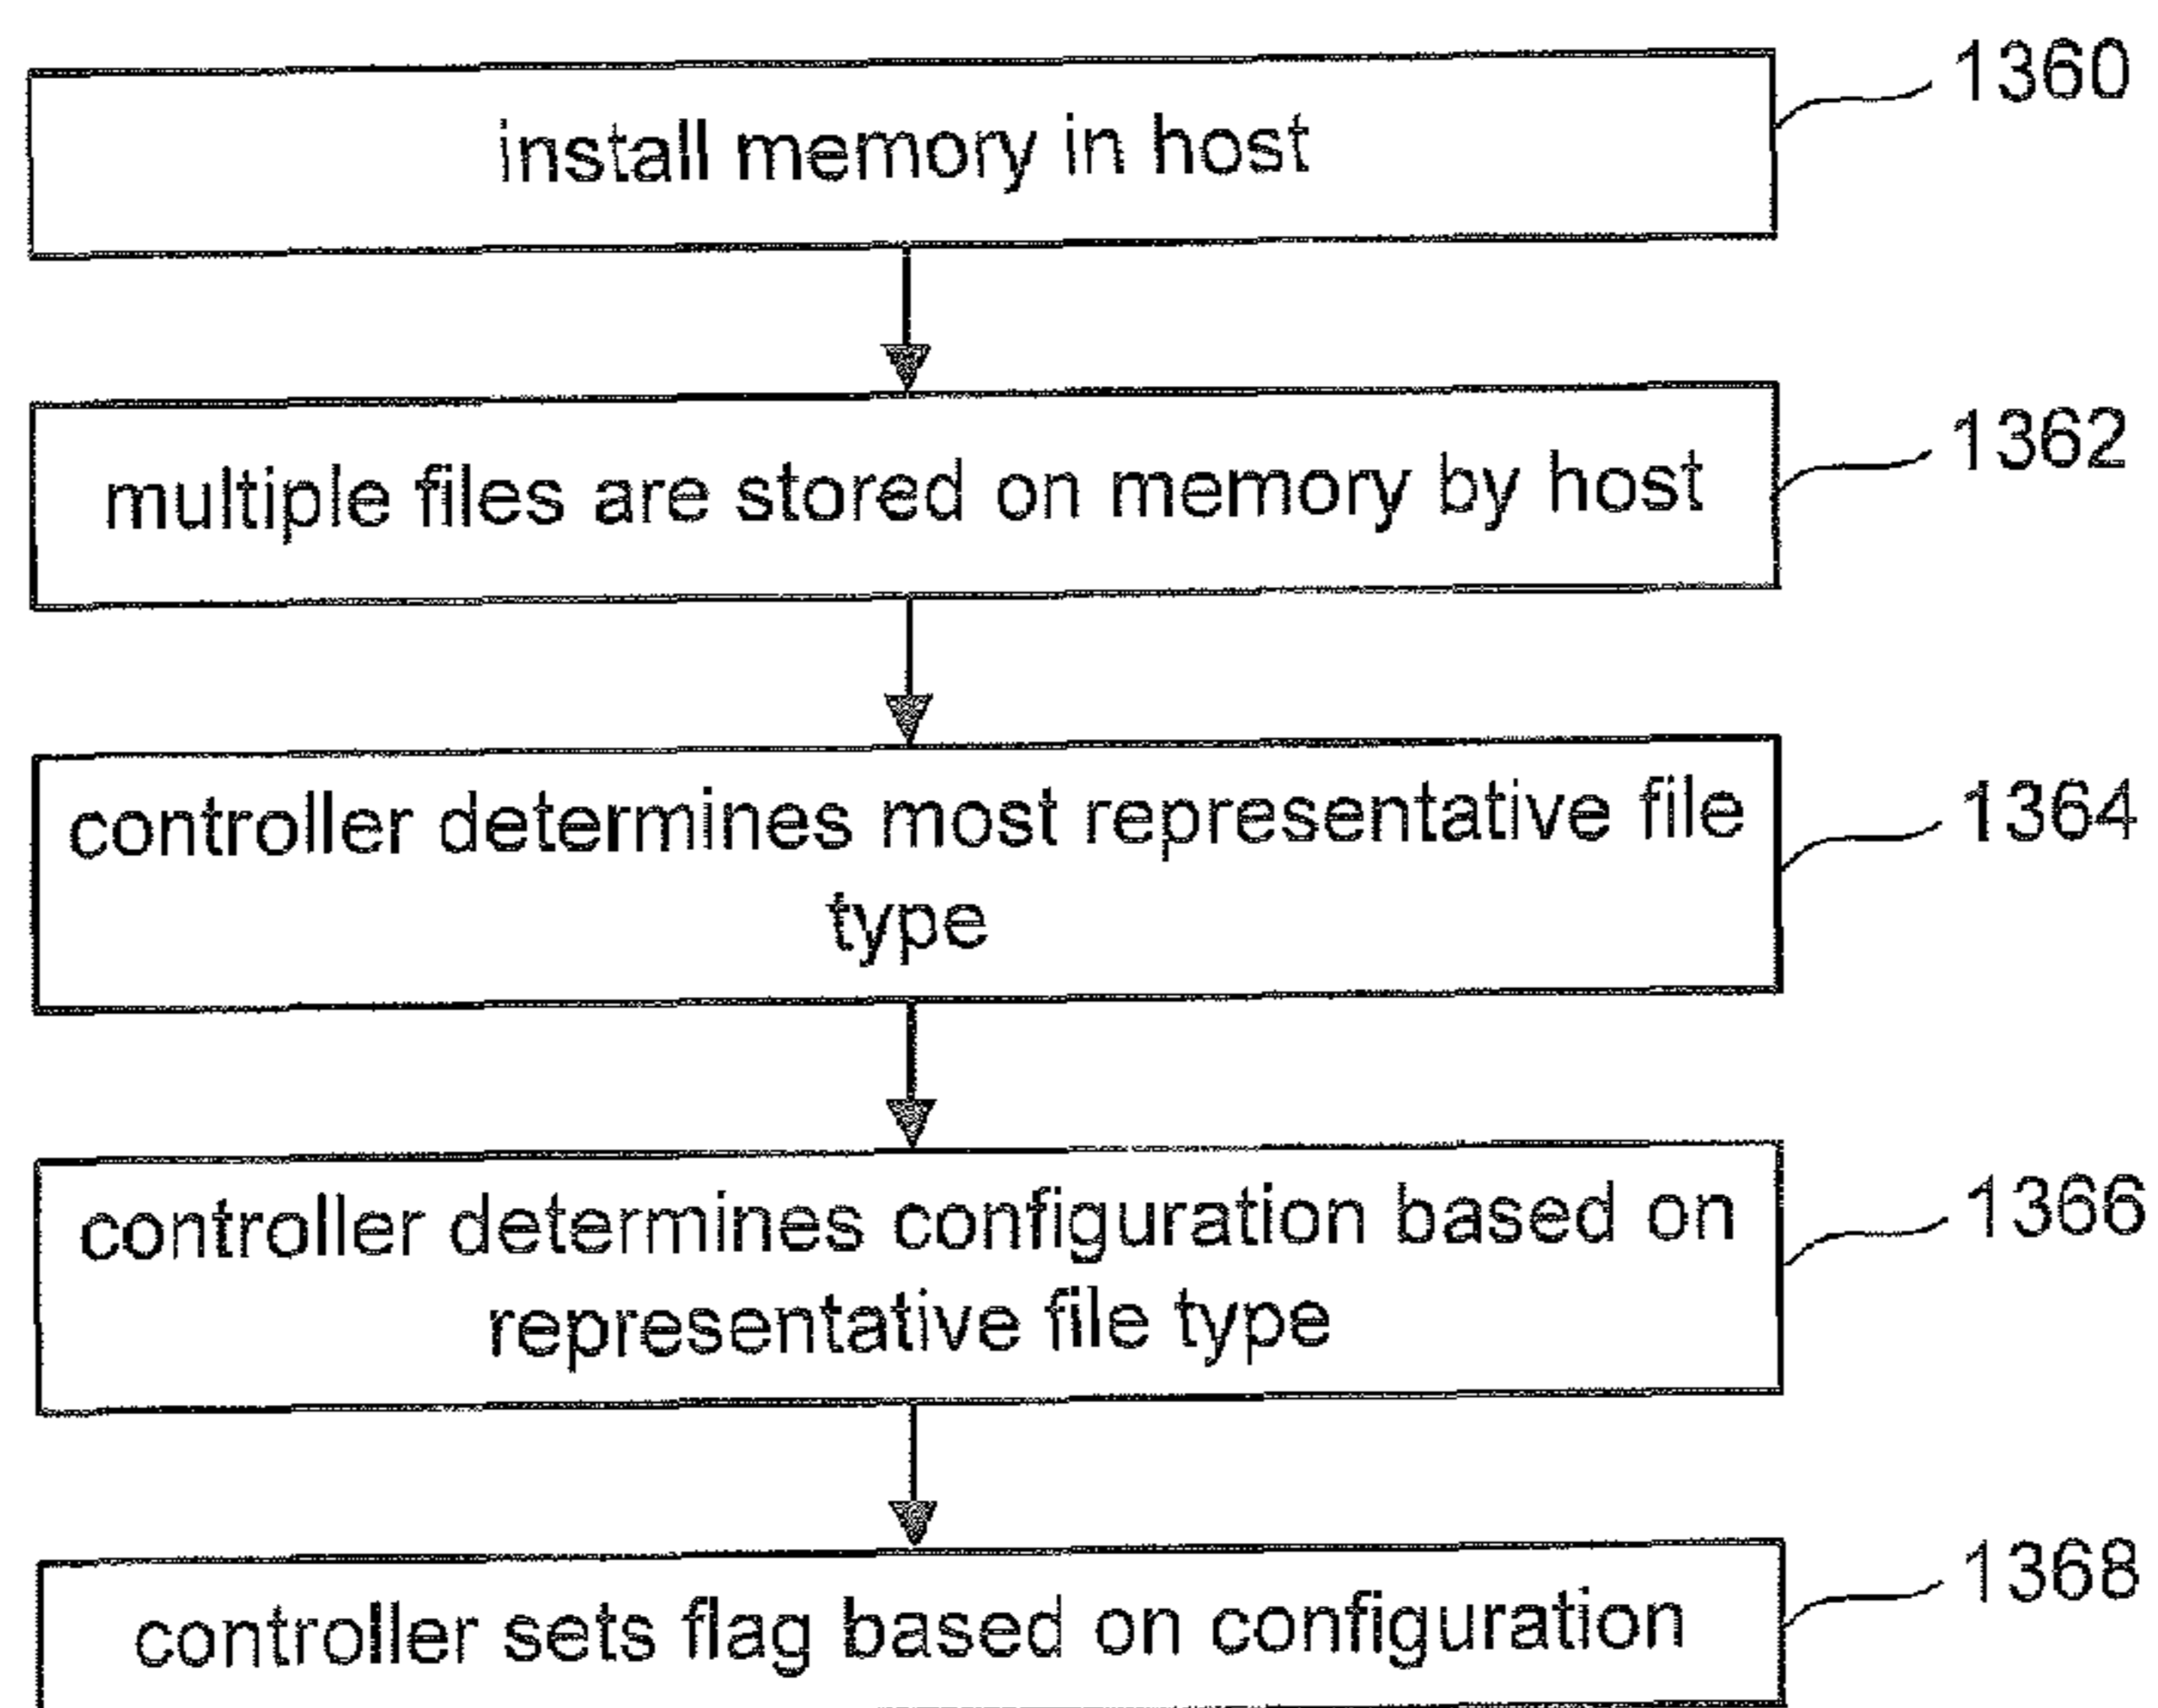 install memory in host
1360
multiple files are stored on memory by host
1362
controller determines most representative file
type
1364
controller determines configuration based on
representative file type
1366
controller sets flag based on configuration
1368